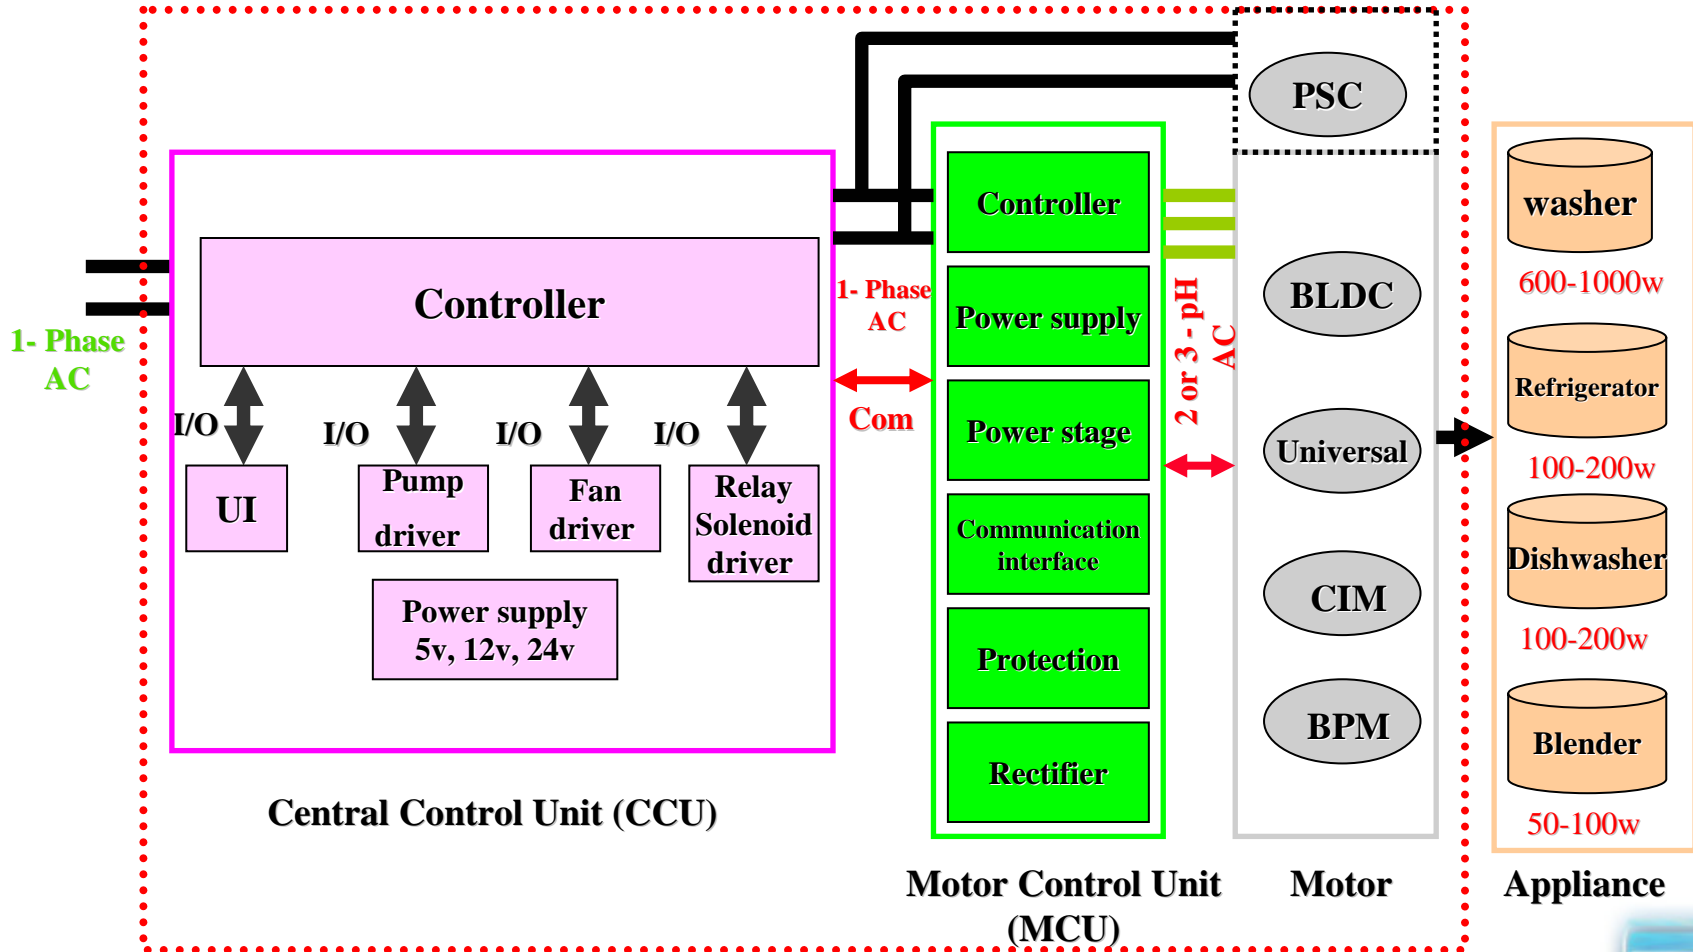 1- Phase
AC
Controller
I/O
I/O
I/O
I/O
UI
Pump
driver
Fan
driver
Relay
Solenoid
driver
Power supply
5v, 12v, 24v
Central Control Unit (CCU)
1- Phase
AC
Com
Controller
Power supply
Power stage
Communication
interface
Protection
Rectifier
Motor Control Unit
(MCU)
2 or 3 - pH
AC
PSC
BLDC
Universal
CIM
BPM
Motor
washer
600-1000w
Refrigerator
100-200w
Dishwasher
100-200w
Blender
50-100w
Appliance